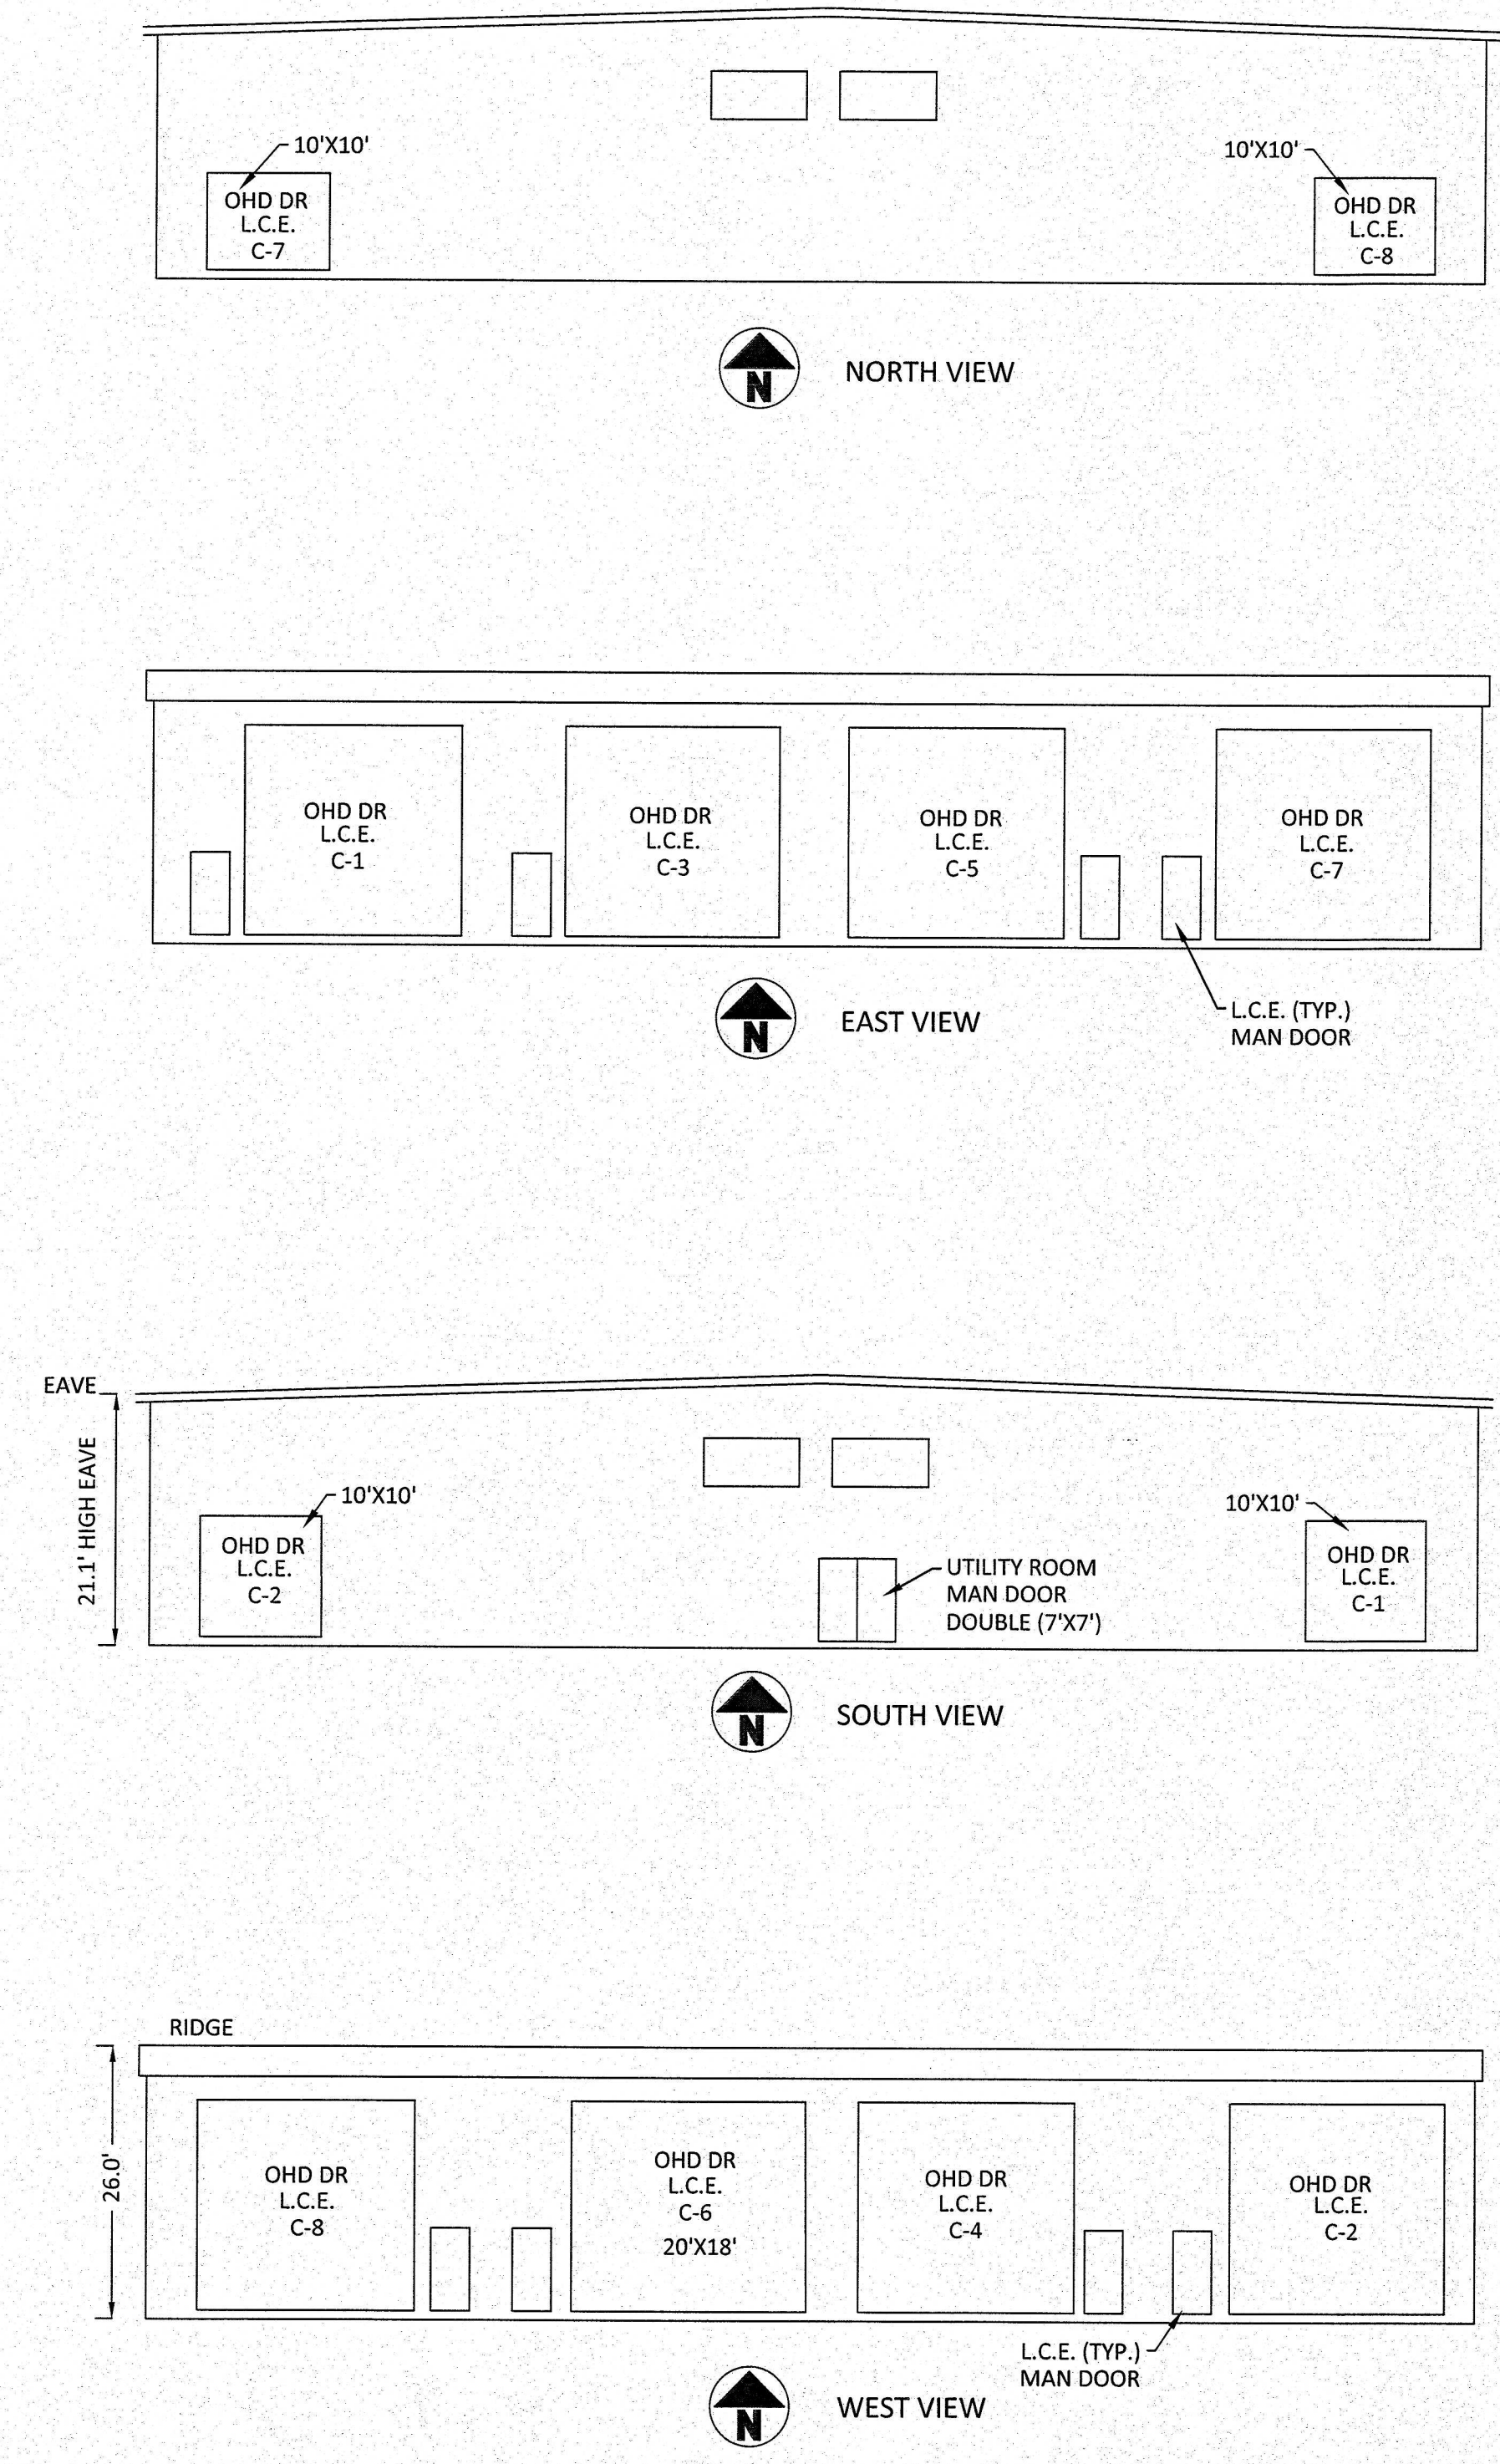 10'X10'
OHD DR
L.C.E.
C-7
10'X10'
OHD DR
L.C.E.
C-8
N
NORTH VIEW
OHD DR
L.C.E.
C-1
OHD DR
L.C.E.
C-3
OHD DR
L.C.E.
C-5
OHD DR
L.C.E.
C-7
L.C.E. (TYP.)
MAN DOOR
N
EAST VIEW
EAVE
21.1' HIGH EAVE
10'X10'
OHD DR
L.C.E.
C-2
UTILITY ROOM
MAN DOOR
DOUBLE (7'X7')
10'X10'
OHD DR
L.C.E.
C-1
N
SOUTH VIEW
RIDGE
26.0'
OHD DR
L.C.E.
C-8
OHD DR
L.C.E.
C-6
20'X18'
OHD DR
L.C.E.
C-4
OHD DR
L.C.E.
C-2
L.C.E. (TYP.)
MAN DOOR
N
WEST VIEW